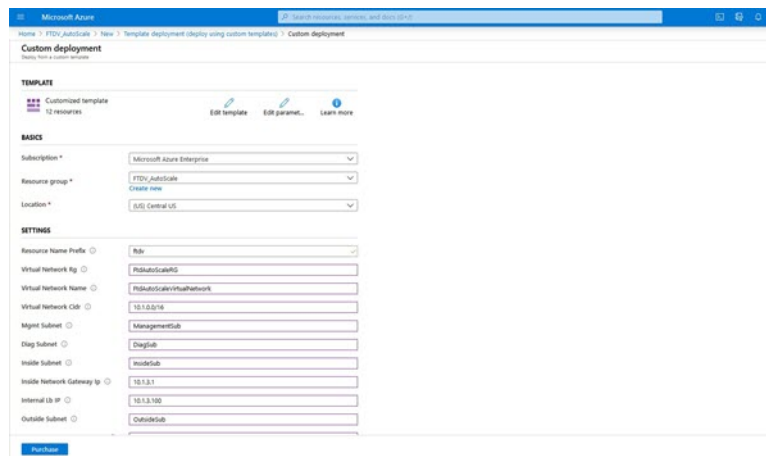 Microsoft Azure
Search resources, services, and docs (G+/)
Home > FTDV_AutoScale > New > Template deployment (deploy using custom templates) > Custom deployment
Custom deployment
Deploy from a custom template
TEMPLATE
Customized template
12 resources
Edit template
Edit paramet...
Learn more
BASICS
Subscription *
Microsoft Azure Enterprise
Resource group *
FTDV_AutoScale
Create new
Location *
(US) Central US
SETTINGS
Resource Name Prefix
ftdv
Virtual Network Rg
FtdAutoScaleRG
Virtual Network Name
FtdAutoScaleVirtualNetwork
Virtual Network Cidr
10.1.0.0/16
Mgmt Subnet
ManagementSub
Diag Subnet
DiagSub
Inside Subnet
InsideSub
Inside Network Gateway Ip
10.1.3.1
Internal Lb IP
10.1.3.100
Outside Subnet
OutsideSub
Purchase